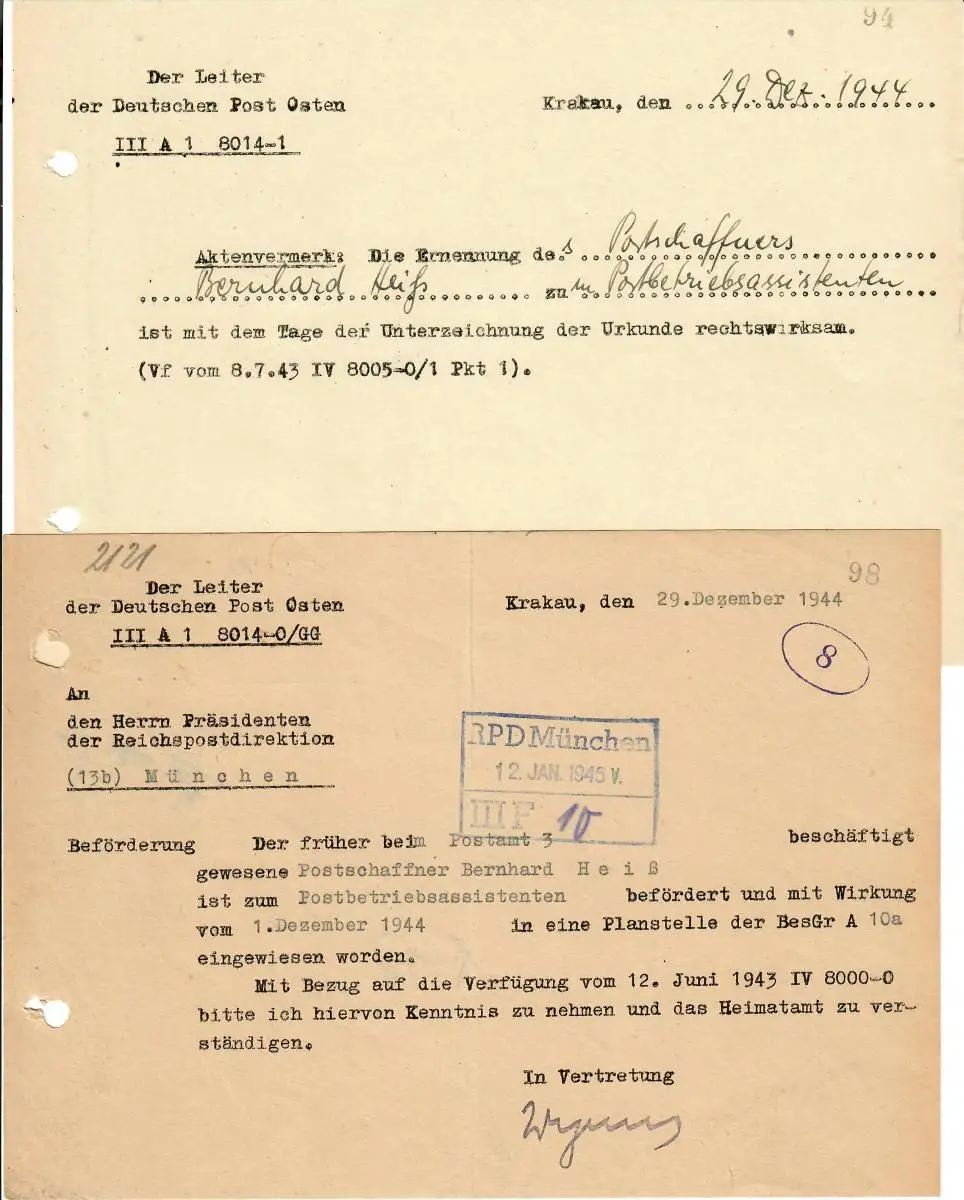 94
Der Leiter
der Deutschen Post Osten
Krakau, den 29. Dez. 1944
III A 1 8014-1
Aktenvermerk: Die Ernennung des Postschaffners
Bernhard Heiß zum Postbetriebsassistenten
ist mit dem Tage der Unterzeichnung der Urkunde rechtswirksam.
(Vf vom 8.7.43 IV 8005-0/1 Pkt 1).
2121
98
Der Leiter
der Deutschen Post Osten
Krakau, den 29.Dezember 1944
III A 1 8014-0/GG
8
An
den Herrn Präsidenten
der Reichspostdirektion
(13b) München
RPD München
12. JAN. 1945 V.
III F 10
Beförderung Der früher beim Postamt 3 beschäftigt
gewesene Postschaffner Bernhard Heiß
ist zum Postbetriebsassistenten befördert und mit Wirkung
vom 1.Dezember 1944 in eine Planstelle der BesGr A 10a
eingewiesen worden.
Mit Bezug auf die Verfügung vom 12. Juni 1943 IV 8000-0
bitte ich hiervon Kenntnis zu nehmen und das Heimatamt zu ver-
ständigen.
In Vertretung